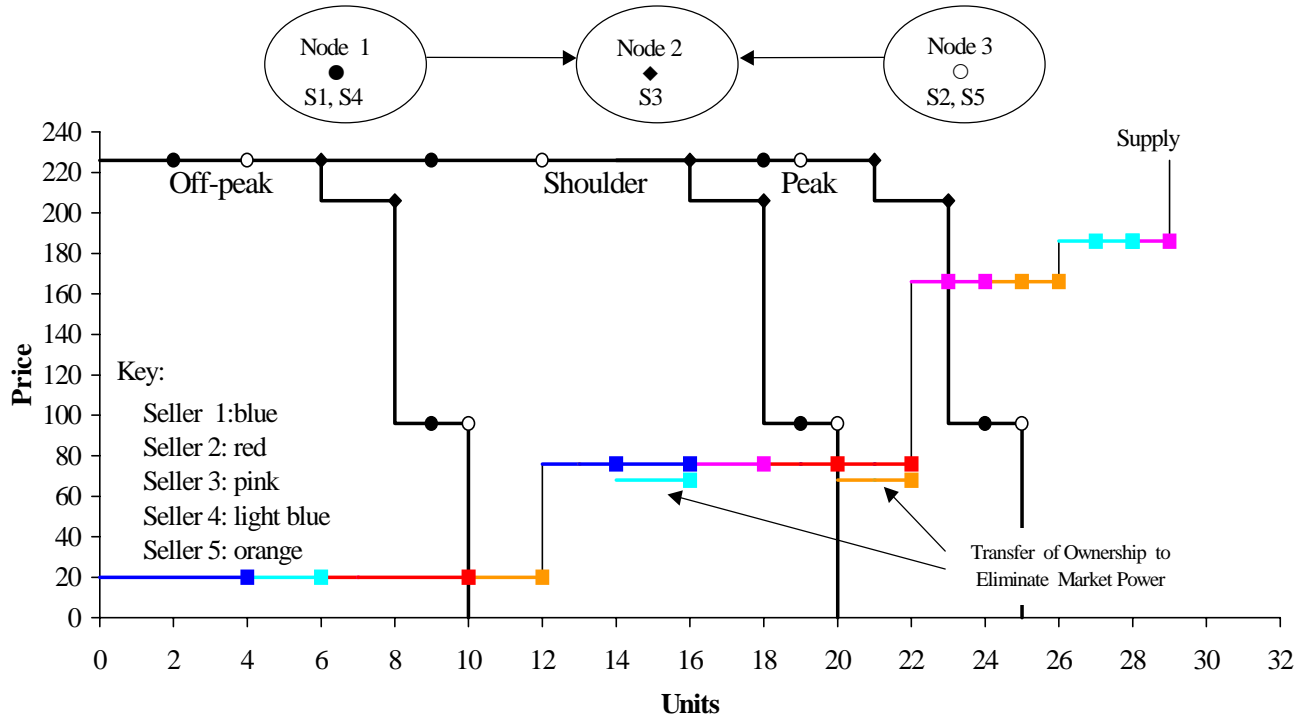 Node 1
S1, S4
Node 2
S3
Node 3
S2, S5
Supply
Off-peak
Shoulder
Peak
Price
240
220
200
180
160
140
120
100
80
60
40
20
0
Key:
Seller 1:blue
Seller 2: red
Seller 3: pink
Seller 4: light blue
Seller 5: orange
Transfer of Ownership to
Eliminate Market Power
0 2 4 6 8 10 12 14 16 18 20 22 24 26 28 30 32
Units